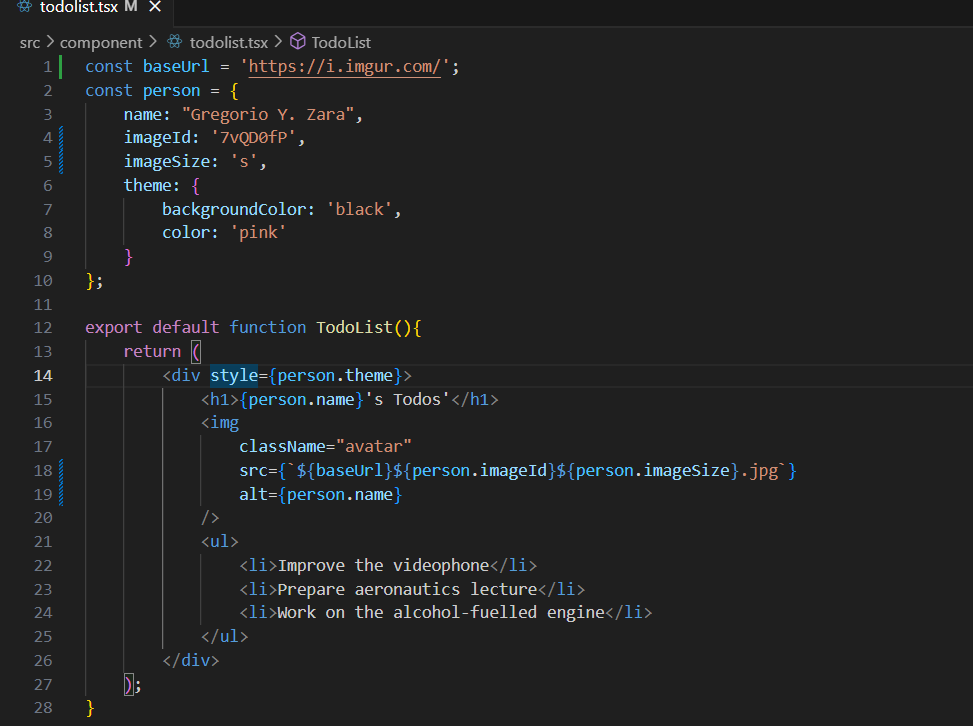 todolist.tsx M ×
src > component > todolist.tsx > TodoList
1 const baseUrl = 'https://i.imgur.com/';
2 const person = {
3     name: "Gregorio Y. Zara",
4     imageId: '7vQD0fP',
5     imageSize: 's',
6     theme: {
7         backgroundColor: 'black',
8         color: 'pink'
9     }
10 };
11
12 export default function TodoList(){
13     return (
14         <div style={person.theme}>
15             <h1>{person.name}'s Todos'</h1>
16             <img
17                 className="avatar"
18                 src={`${baseUrl}${person.imageId}${person.imageSize}.jpg`}
19                 alt={person.name}
20             />
21             <ul>
22                 <li>Improve the videophone</li>
23                 <li>Prepare aeronautics lecture</li>
24                 <li>Work on the alcohol-fuelled engine</li>
25             </ul>
26         </div>
27     );
28 }